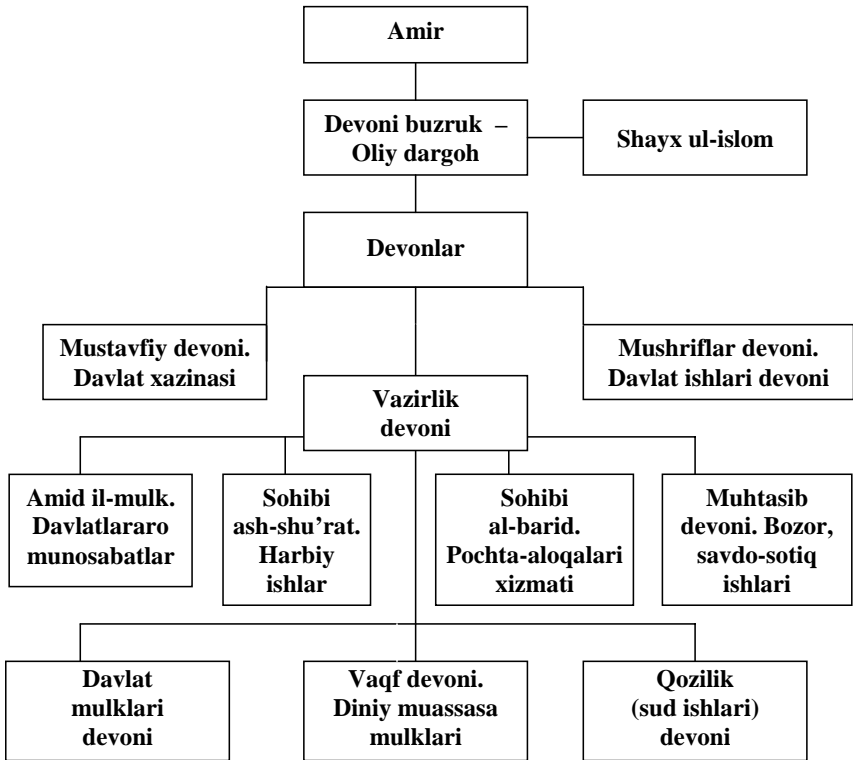 Amir
Devoni buzruk –
Oliy dargoh
Shayx ul-islom
Devonlar
Mustavfiy devoni.
Davlat xazinasi
Mushriflar devoni.
Davlat ishlari devoni
Vazirlik
devoni
Amid il-mulk.
Davlatlararo
munosabatlar
Sohibi
ash-shu’rat.
Harbiy
ishlar
Sohibi
al-barid.
Pochta-aloqalari
xizmati
Muhtasib
devoni. Bozor,
savdo-sotiq
ishlari
Davlat
mulklari
devoni
Vaqf devoni.
Diniy muassasa
mulklari
Qozilik
(sud ishlari)
devoni